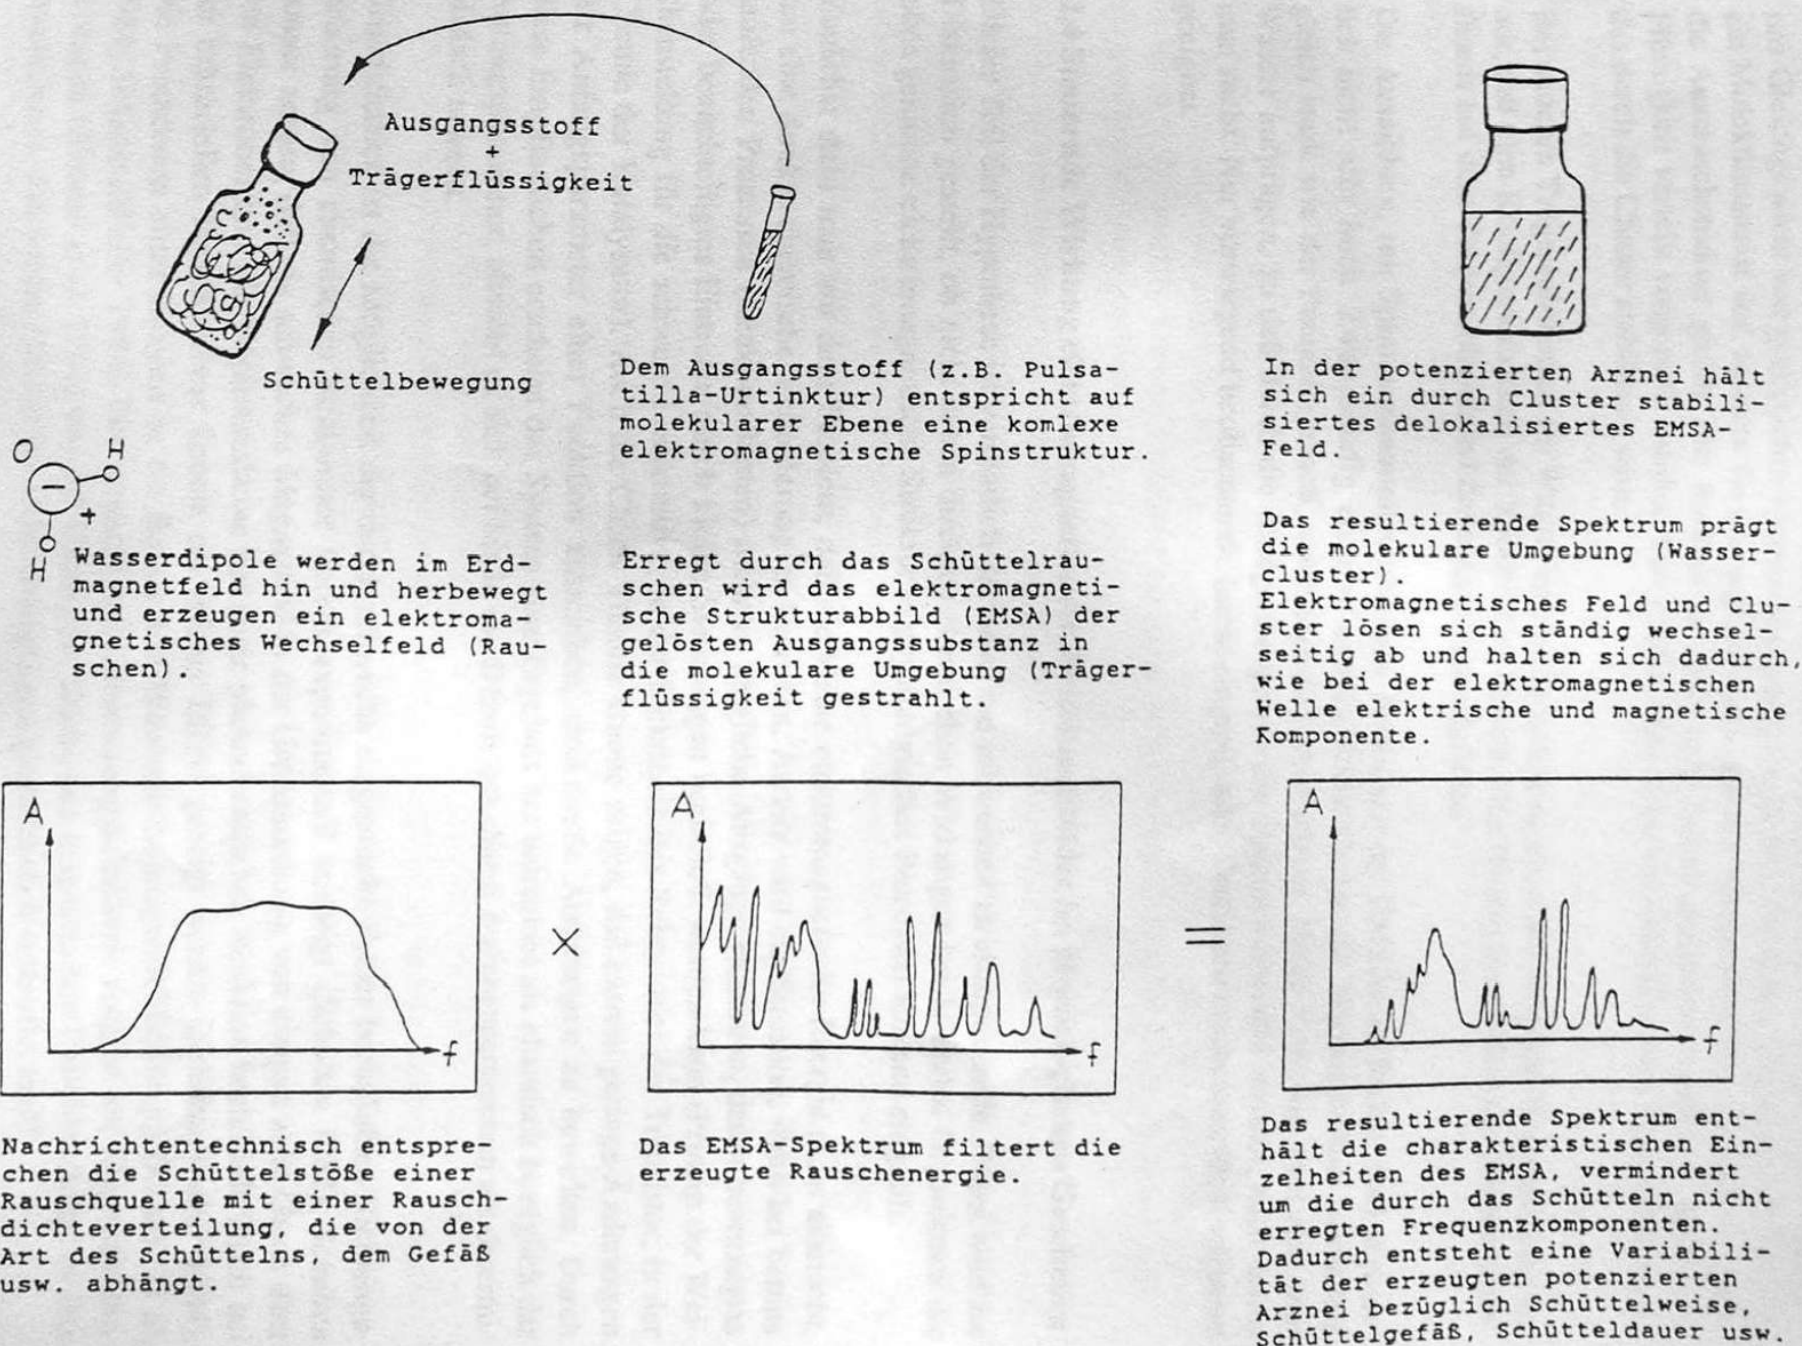 Ausgangsstoff
+
Trägerflüssigkeit
Schüttelbewegung
Dem Ausgangsstoff (z.B. Pulsa-
tilla-Urtinktur) entspricht auf
molekularer Ebene eine komlexe
elektromagnetische Spinstruktur.
In der potenzierten Arznei hält
sich ein durch Cluster stabili-
siertes delokalisiertes EMSA-
Feld.
O H
−
+
H
Wasserdipole werden im Erd-
magnetfeld hin und herbewegt
und erzeugen ein elektroma-
gnetisches Wechselfeld (Rau-
schen).
Erregt durch das Schüttelrau-
schen wird das elektromagneti-
sche Strukturabbild (EMSA) der
gelösten Ausgangssubstanz in
die molekulare Umgebung (Träger-
flüssigkeit gestrahlt.
Das resultierende Spektrum prägt
die molekulare Umgebung (Wasser-
cluster).
Elektromagnetisches Feld und Clu-
ster lösen sich ständig wechsel-
seitig ab und halten sich dadurch,
wie bei der elektromagnetischen
Welle elektrische und magnetische
Komponente.
A
f
×
A
f
=
A
f
Nachrichtentechnisch entspre-
chen die Schüttelstöße einer
Rauschquelle mit einer Rausch-
dichteverteilung, die von der
Art des Schüttelns, dem Gefäß
usw. abhängt.
Das EMSA-Spektrum filtert die
erzeugte Rauschenergie.
Das resultierende Spektrum ent-
hält die charakteristischen Ein-
zelheiten des EMSA, vermindert
um die durch das Schütteln nicht
erregten Frequenzkomponenten.
Dadurch entsteht eine Variabili-
tät der erzeugten potenzierten
Arznei bezüglich Schüttelweise,
Schüttelgefäß, Schütteldauer usw.